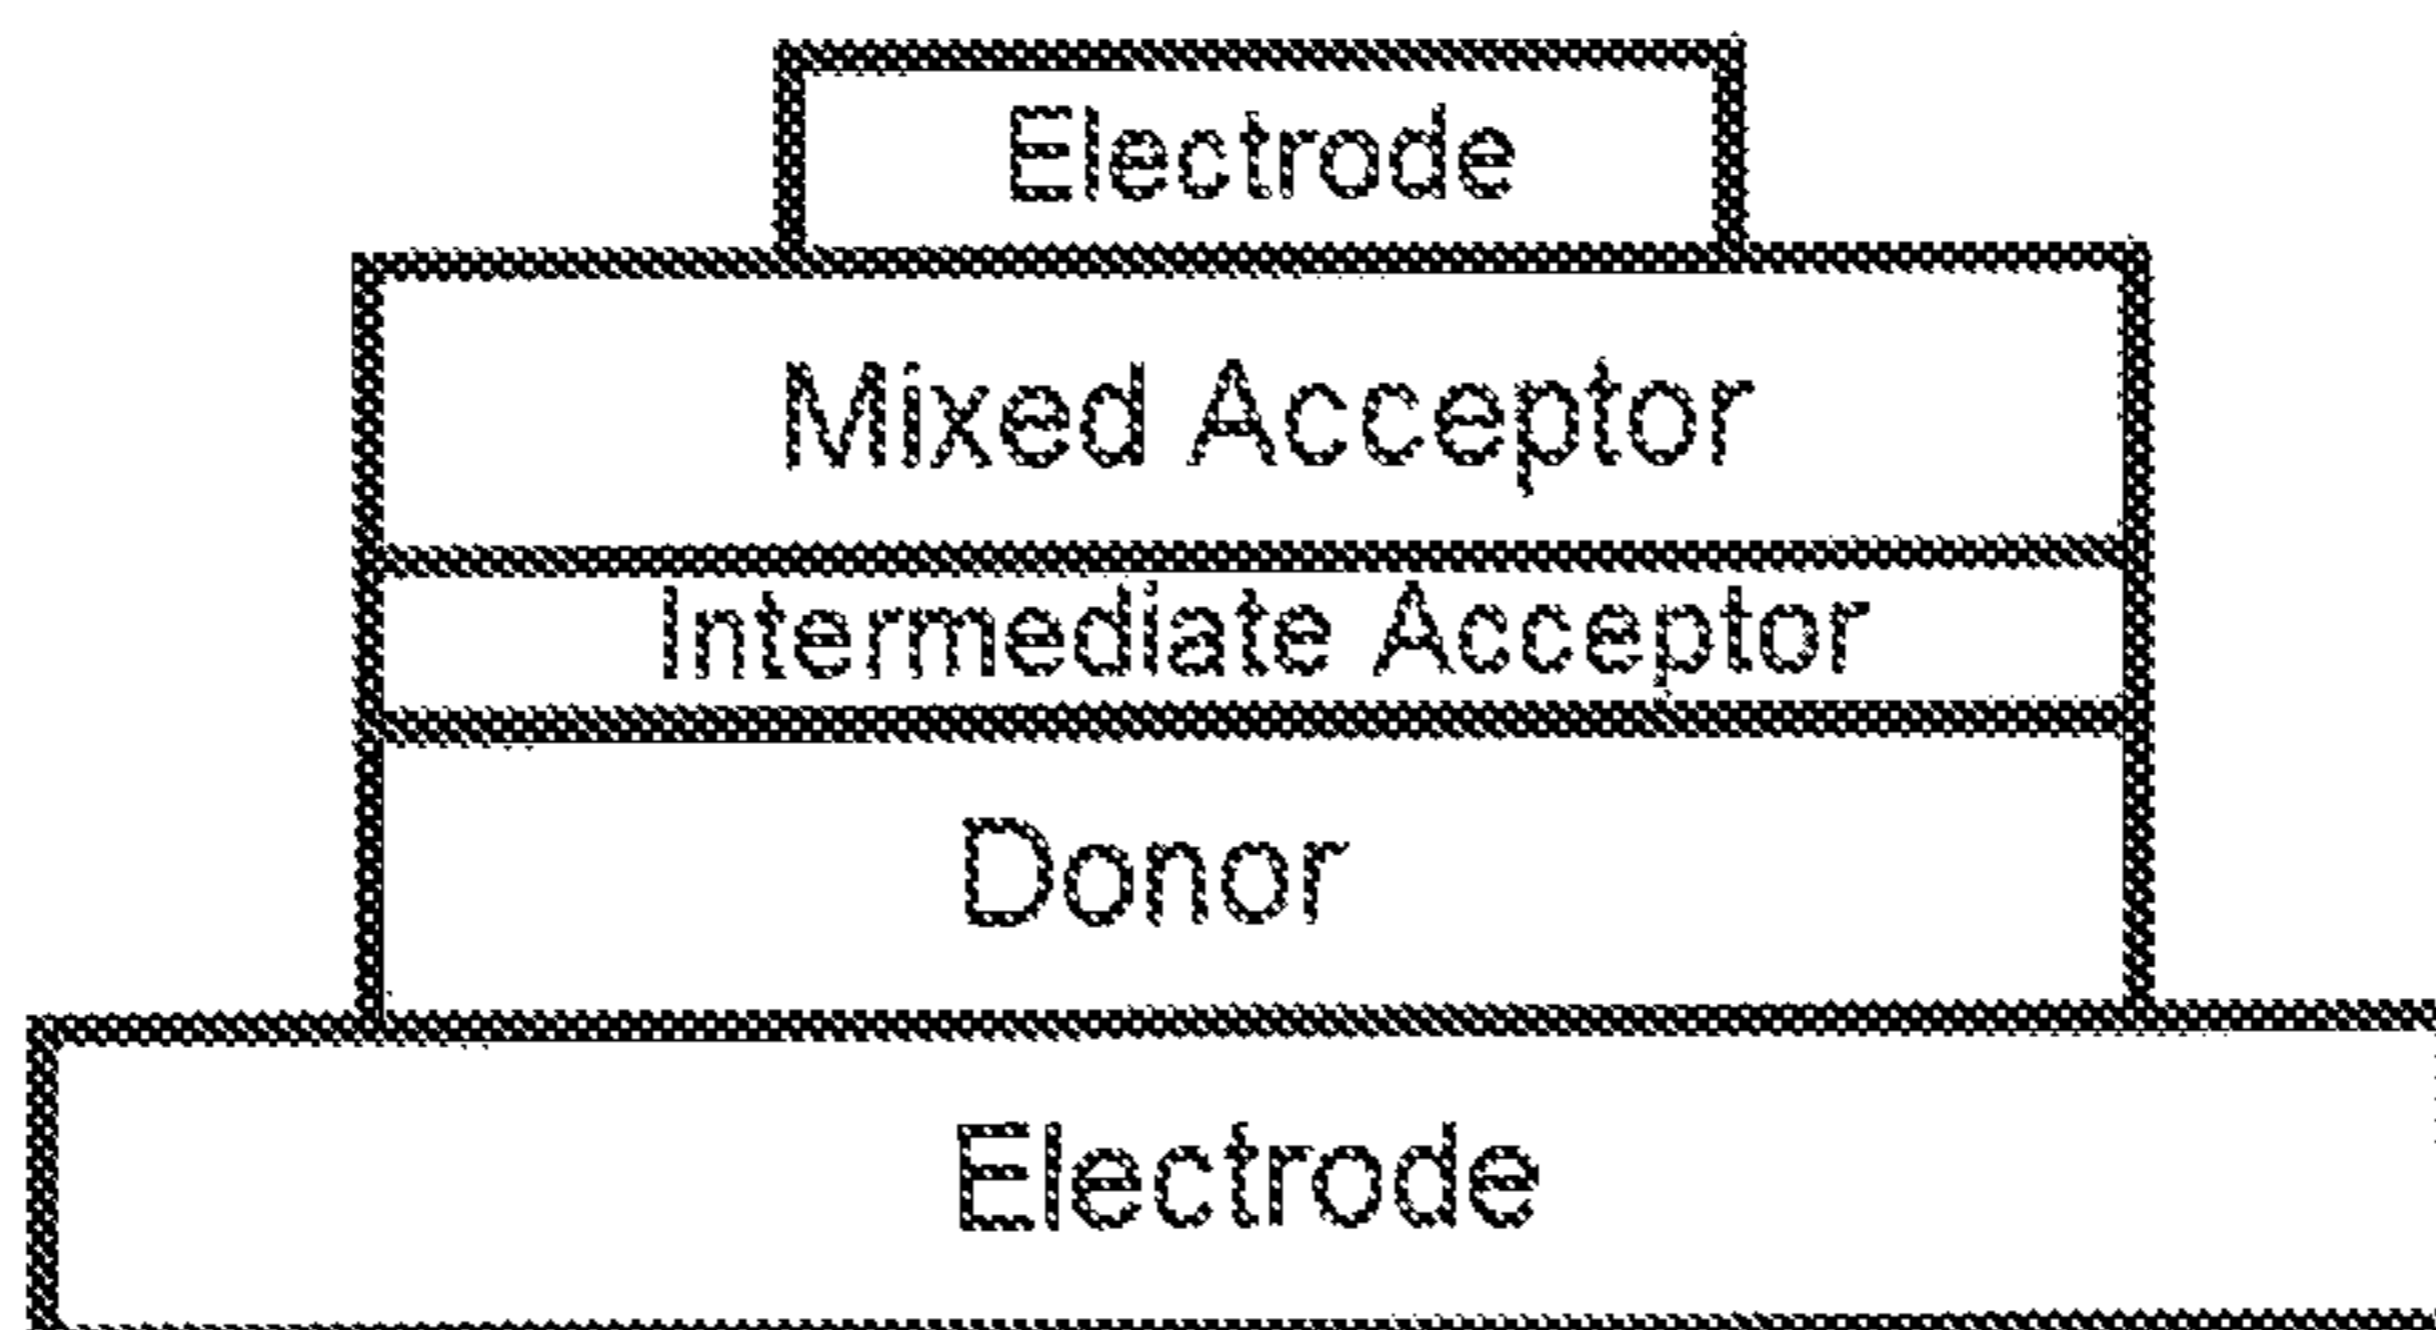 Electrode
Mixed Acceptor
Intermediate Acceptor
Donor
Electrode